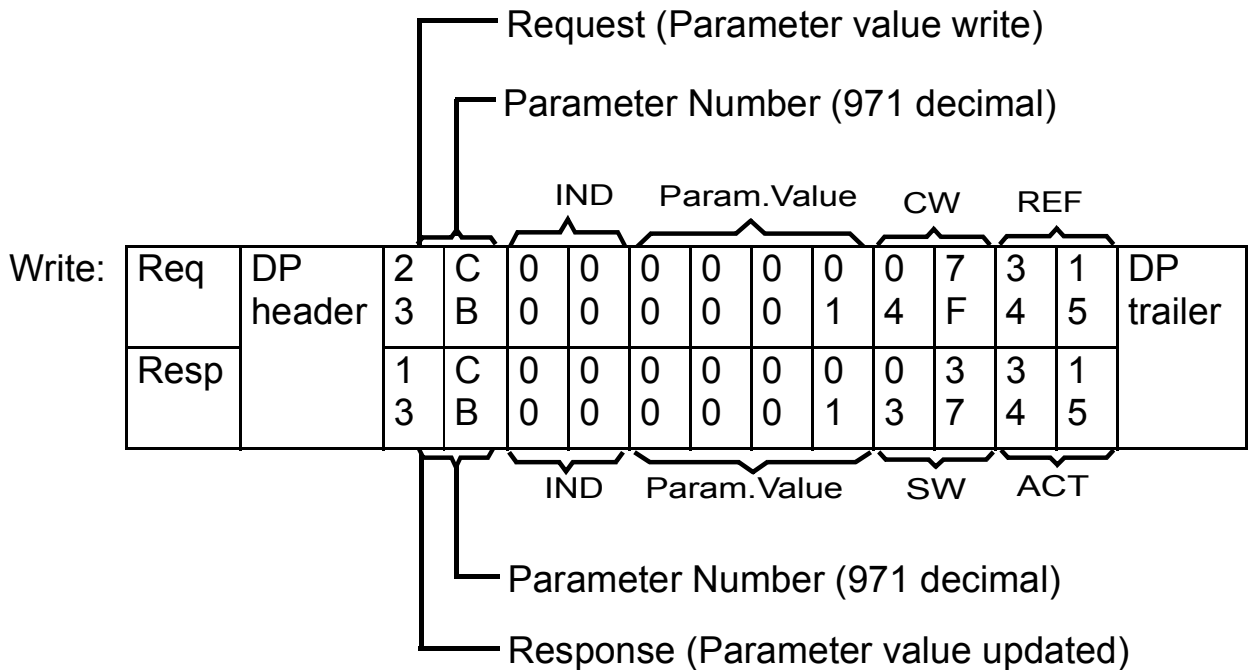 Request (Parameter value write)
Parameter Number (971 decimal)
IND Param.Value CW REF
Write: Req DP 2 C 0 0 0 0 0 0 0 7 3 1 DP
header 3 B 0 0 0 0 0 1 4 F 4 5 trailer
Resp 1 C 0 0 0 0 0 0 0 3 3 1
3 B 0 0 0 0 0 1 3 7 4 5
IND Param.Value SW ACT
Parameter Number (971 decimal)
Response (Parameter value updated)